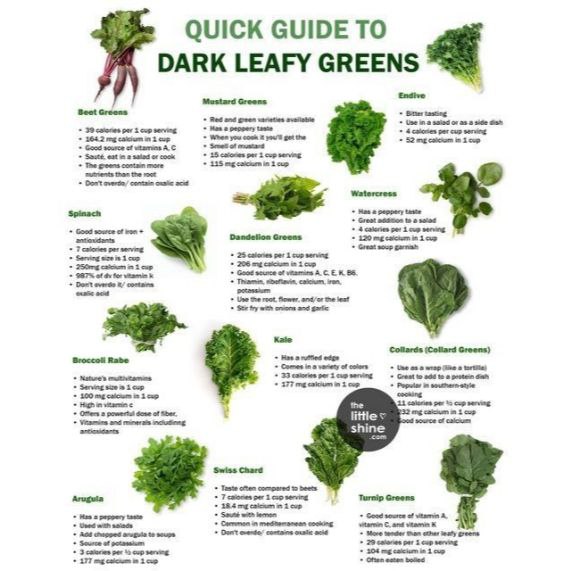 QUICK GUIDE TO
DARK LEAFY GREENS
Beet Greens
• 39 calories per 1 cup serving
• 164.2 mg calcium in 1 cup
• Good source of vitamins A, C
• Sauté, eat in a salad or cook
• The greens contain more
nutrients than the root
• Don't overdo/ contain oxalic acid
Mustard Greens
• Red and green varieties available
• Has a peppery taste
• When you cook it you'll get the
• Smell of mustard
• 15 calories per 1 cup serving
• 115 mg calcium in 1 cup
Endive
• Bitter tasting
• Use in a salad or as a side dish
• 4 calories per 1 cup serving
• 52 mg calcium in 1 cup
Spinach
• Good source of iron +
antioxidants
• 7 calories per serving
• Serving size is 1 cup
• 250mg calcium in 1 cup
• 987% of dv for vitamin k
• Don't overdo it/ contains
oxalic acid
Dandelion Greens
• 25 calories per 1 cup serving
• 206 mg calcium in 1 cup
• Good source of vitamins A, C, E, K, B6.
• Thiamin, riboflavin, calcium, iron,
potassium
• Use the root, flower, and/or the leaf
• Stir fry with onions and garlic
Watercress
• Has a peppery taste
• Great addition to a salad
• 4 calories per 1 cup serving
• 120 mg calcium in 1 cup
• Great soup garnish
Broccoli Rabe
• Nature's multivitamins
• Serving size is 1 cup
• 100 mg calcium in 1 cup
• High in vitamin c
• Offers a powerful dose of fiber,
• Vitamins and minerals includinng
antioxidants
Kale
• Has a ruffled edge
• Comes in a variety of colors
• 33 calories per 1 cup serving
• 177 mg calcium in 1 cup
Collards (Collard Greens)
• Use as a wrap (like a tortilla)
• Great to add to a protein dish
• Popular in southern-style
cooking
• 11 calories per ½ cup serving
• 232 mg calcium in 1 cup
• Good source of calcium
the
little ♡
shine
.com
Arugula
• Has a peppery taste
• Used with salads
• Add chopped arugula to soups
• Source of potassium
• 3 calories per ½ cup serving
• 177 mg calcium in 1 cup
Swiss Chard
• Taste often compared to beets
• 7 calories per 1 cup serving
• 18.4 mg calcium in 1 cup
• Sauté with lemon
• Common in mediterranean cooking
• Don't overdo/ contains oxalic acid
Turnip Greens
• Good source of vitamin A,
vitamin C, and vitamin K
• More tender than other leafy greens
• 29 calories per 1 cup serving
• 104 mg calcium in 1 cup
• Often eaten boiled